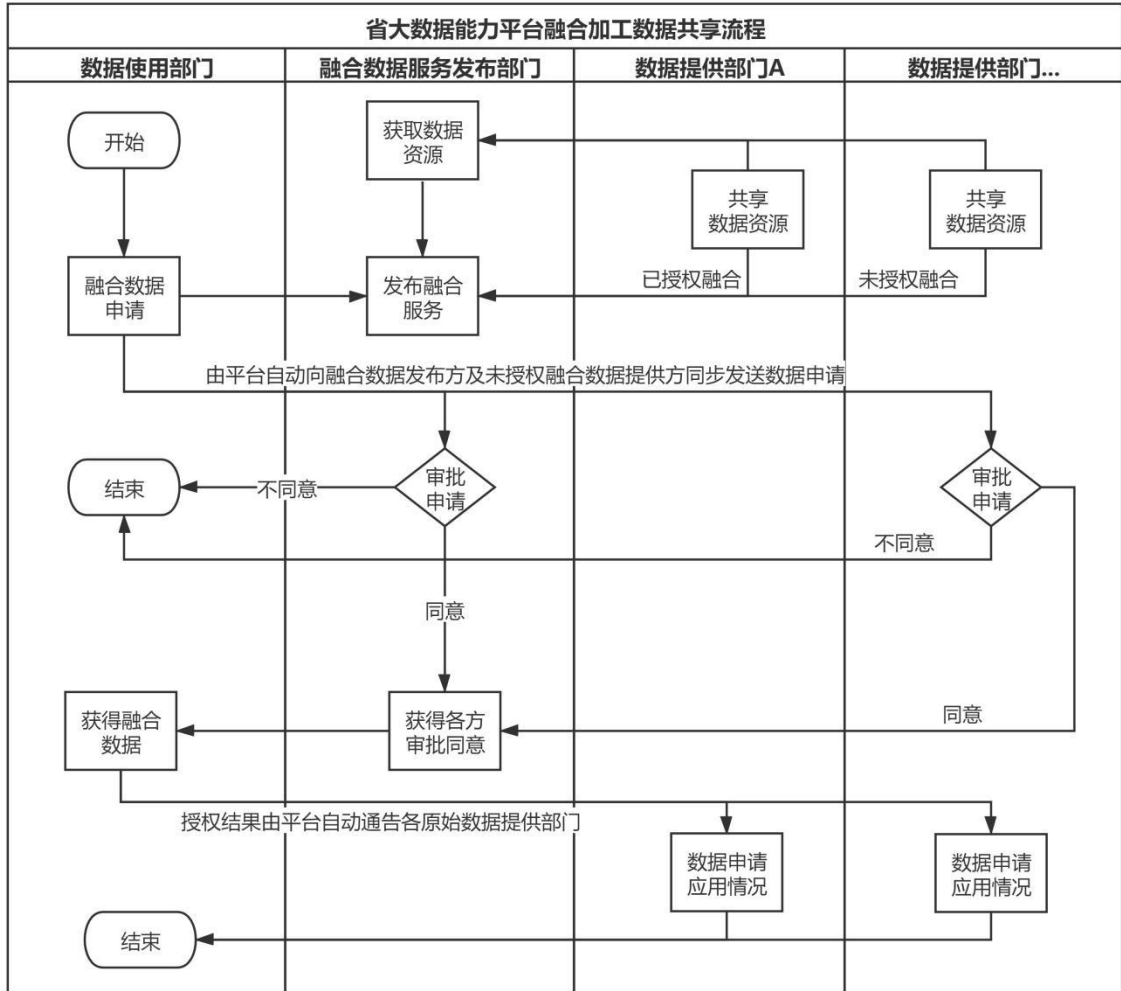 省大数据能力平台融合加工数据共享流程
数据使用部门
融合数据服务发布部门
数据提供部门A
数据提供部门...
开始
获取数据
资源
共享
数据资源
共享
数据资源
融合数据
申请
发布融合
服务
已授权融合
未授权融合
由平台自动向融合数据发布方及未授权融合数据提供方同步发送数据申请
结束
不同意
审批
申请
审批
申请
不同意
同意
获得融合
数据
获得各方
审批同意
同意
授权结果由平台自动通告各原始数据提供部门
数据申请
应用情况
数据申请
应用情况
结束